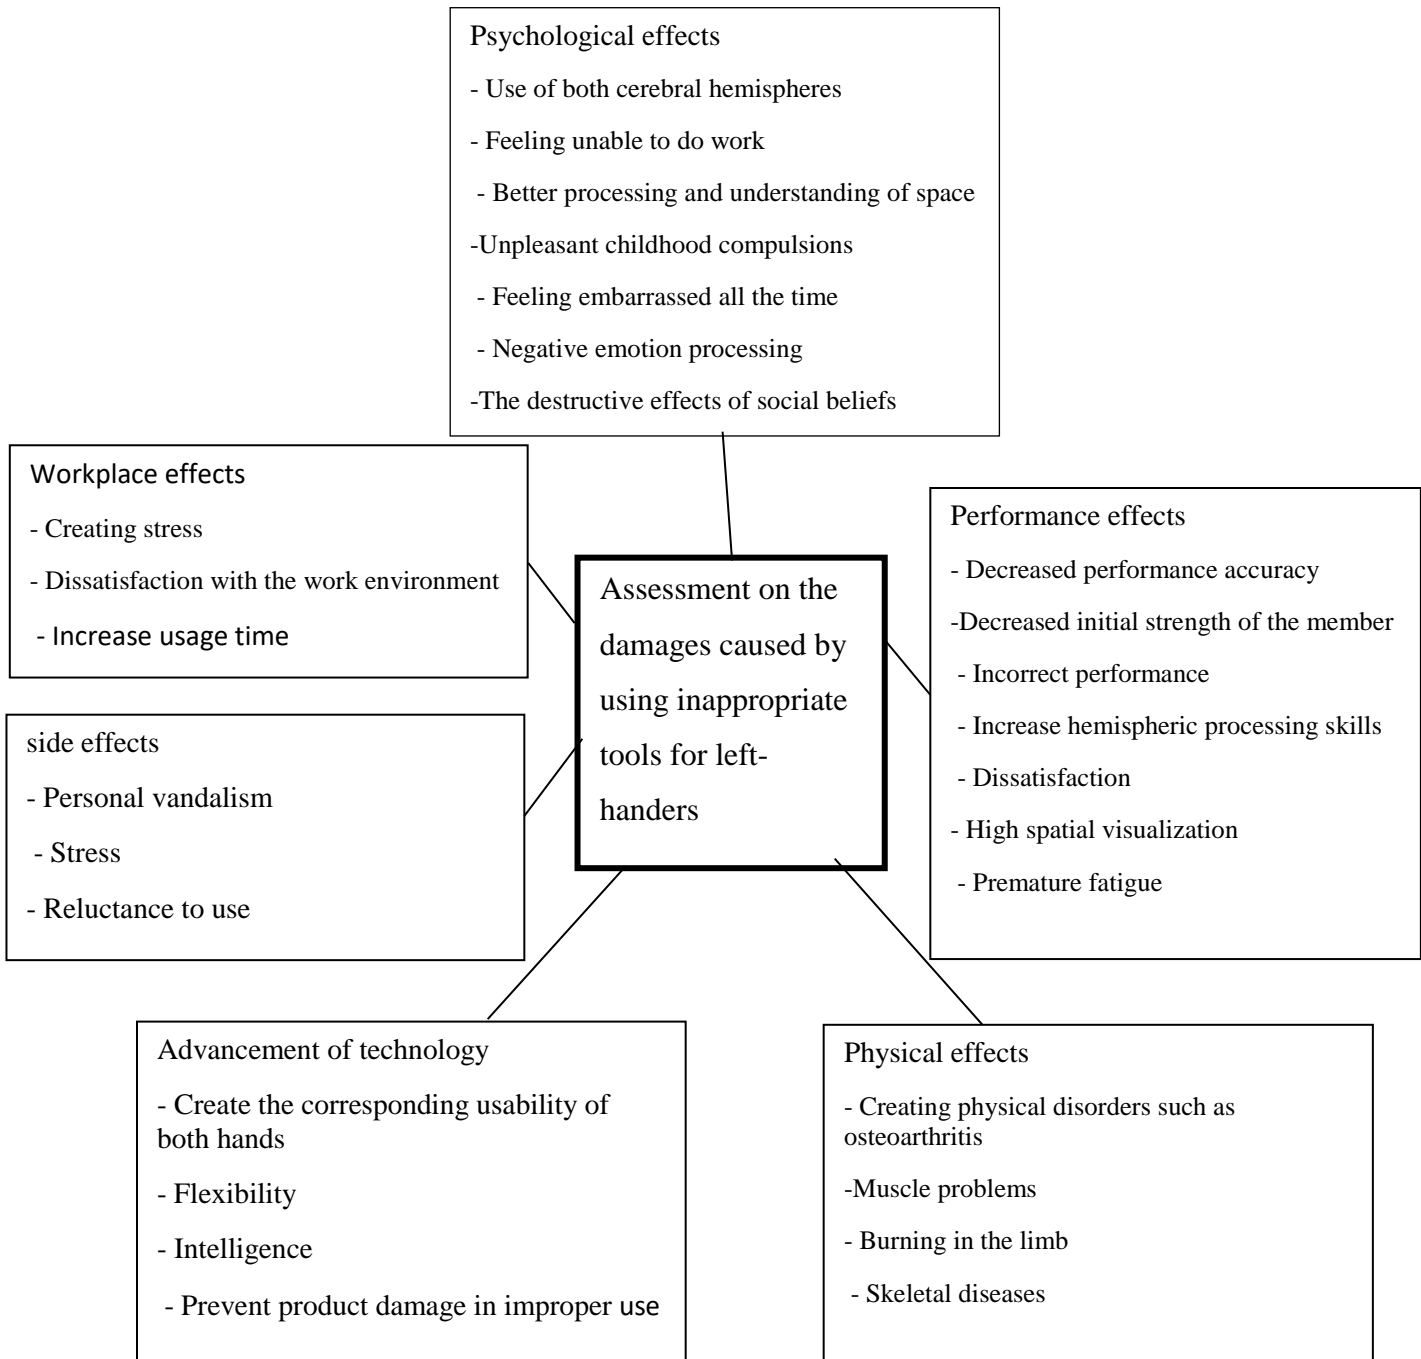 Psychological effects
- Use of both cerebral hemispheres
- Feeling unable to do work
- Better processing and understanding of space
-Unpleasant childhood compulsions
- Feeling embarrassed all the time
- Negative emotion processing
-The destructive effects of social beliefs
Workplace effects
- Creating stress
- Dissatisfaction with the work environment
- Increase usage time
Assessment on the
damages caused by
using inappropriate
tools for left-
handers
Performance effects
- Decreased performance accuracy
-Decreased initial strength of the member
- Incorrect performance
- Increase hemispheric processing skills
- Dissatisfaction
- High spatial visualization
- Premature fatigue
side effects
- Personal vandalism
- Stress
- Reluctance to use
Advancement of technology
- Create the corresponding usability of
both hands
- Flexibility
- Intelligence
- Prevent product damage in improper use
Physical effects
- Creating physical disorders such as
osteoarthritis
-Muscle problems
- Burning in the limb
- Skeletal diseases